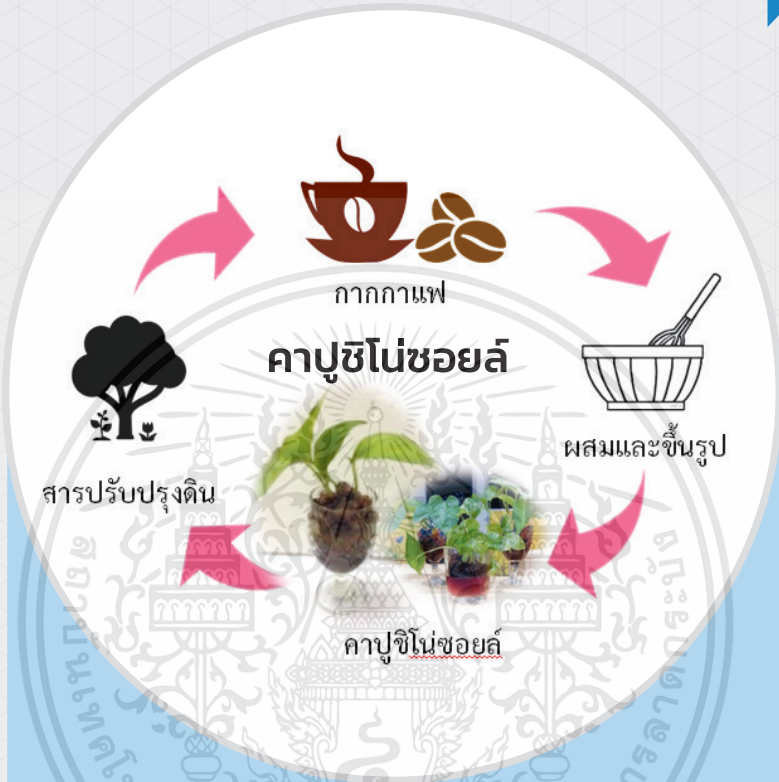 กากกาแฟ
คาปูชิโน่ซอยล์
ผสมและขึ้นรูป
สารปรับปรุงดิน
คาปูชิโน่ซอยล์